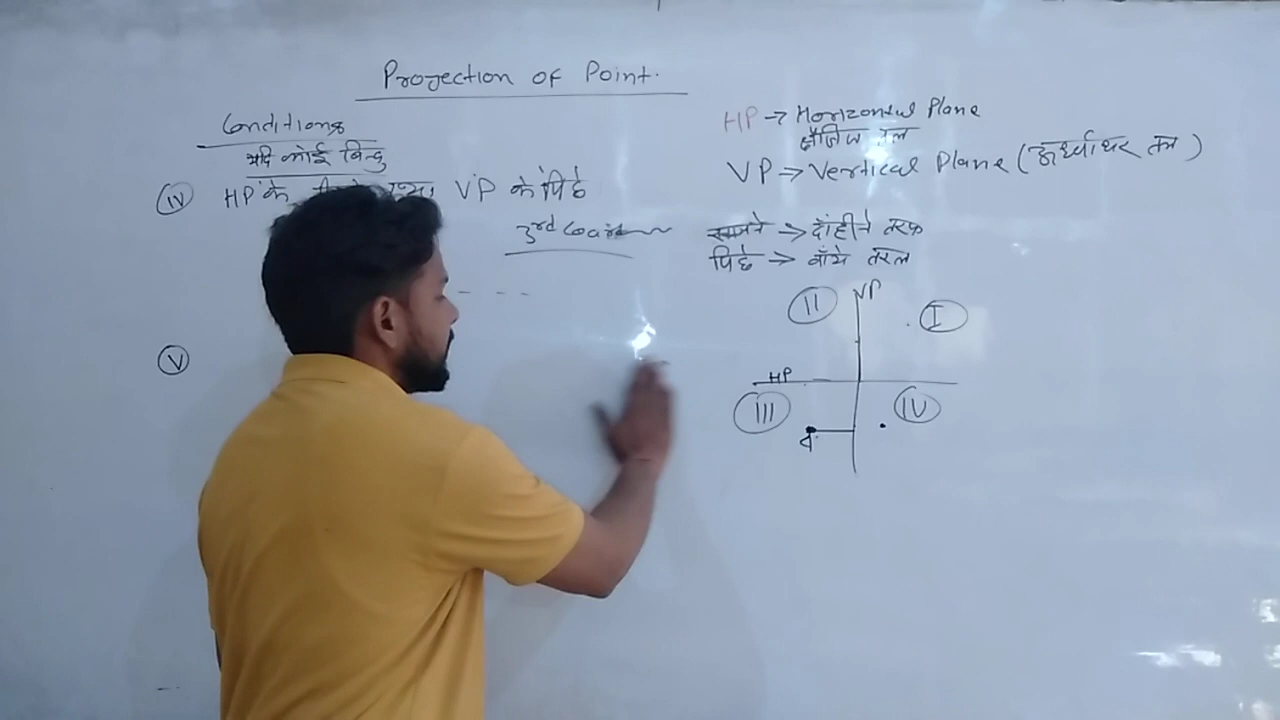 Projection of Point.
Conditions
यदि कोई बिन्दु
(iv) HP के VP के पिछे
3rd
(v)
HP → Horizontal Plane
क्षैतिज तल
VP → Vertical Plane (ऊर्ध्वाधर तल)
सामने → दाँहीने तरफ
पिछे → बाँये तरफ
VP
II
I
HP
III
IV